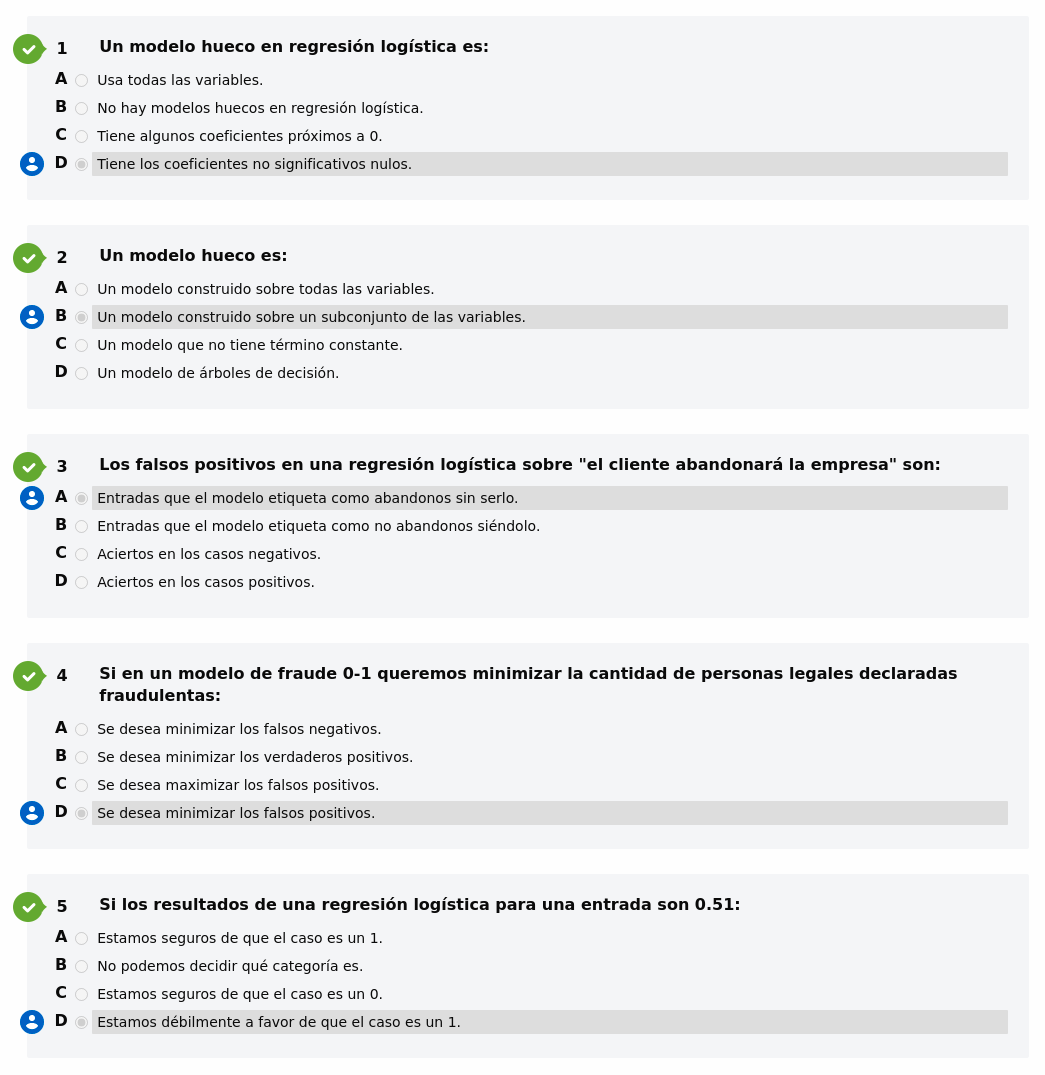 1 Un modelo hueco en regresión logística es:
A Usa todas las variables.
B No hay modelos huecos en regresión logística.
C Tiene algunos coeficientes próximos a 0.
D Tiene los coeficientes no significativos nulos.
2 Un modelo hueco es:
A Un modelo construido sobre todas las variables.
B Un modelo construido sobre un subconjunto de las variables.
C Un modelo que no tiene término constante.
D Un modelo de árboles de decisión.
3 Los falsos positivos en una regresión logística sobre "el cliente abandonará la empresa" son:
A Entradas que el modelo etiqueta como abandonos sin serlo.
B Entradas que el modelo etiqueta como no abandonos siéndolo.
C Aciertos en los casos negativos.
D Aciertos en los casos positivos.
4 Si en un modelo de fraude 0-1 queremos minimizar la cantidad de personas legales declaradas
fraudulentas:
A Se desea minimizar los falsos negativos.
B Se desea minimizar los verdaderos positivos.
C Se desea maximizar los falsos positivos.
D Se desea minimizar los falsos positivos.
5 Si los resultados de una regresión logística para una entrada son 0.51:
A Estamos seguros de que el caso es un 1.
B No podemos decidir qué categoría es.
C Estamos seguros de que el caso es un 0.
D Estamos débilmente a favor de que el caso es un 1.